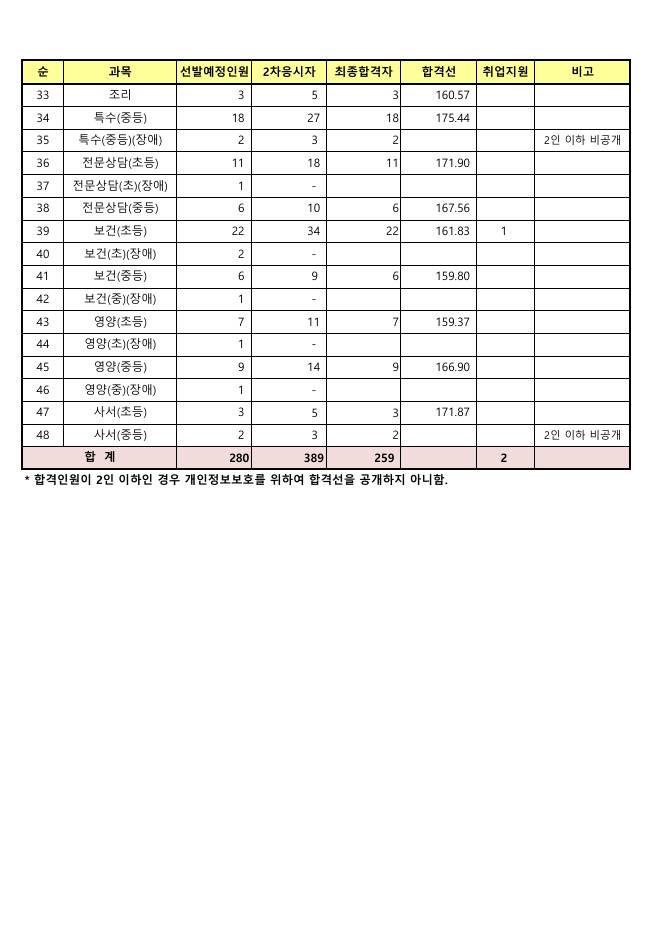 순 과목 선발예정인원 2차응시자 최종합격자 합격선 취업지원 비고
33 조리 3 5 3 160.57
34 특수(중등) 18 27 18 175.44
35 특수(중등)(장애) 2 3 2 2인 이하 비공개
36 전문상담(초등) 11 18 11 171.90
37 전문상담(초)(장애) 1 -
38 전문상담(중등) 6 10 6 167.56
39 보건(초등) 22 34 22 161.83 1
40 보건(초)(장애) 2 -
41 보건(중등) 6 9 6 159.80
42 보건(중)(장애) 1 -
43 영양(초등) 7 11 7 159.37
44 영양(초)(장애) 1 -
45 영양(중등) 9 14 9 166.90
46 영양(중)(장애) 1 -
47 사서(초등) 3 5 3 171.87
48 사서(중등) 2 3 2 2인 이하 비공개
합 계 280 389 259 2
* 합격인원이 2인 이하인 경우 개인정보보호를 위하여 합격선을 공개하지 아니함.